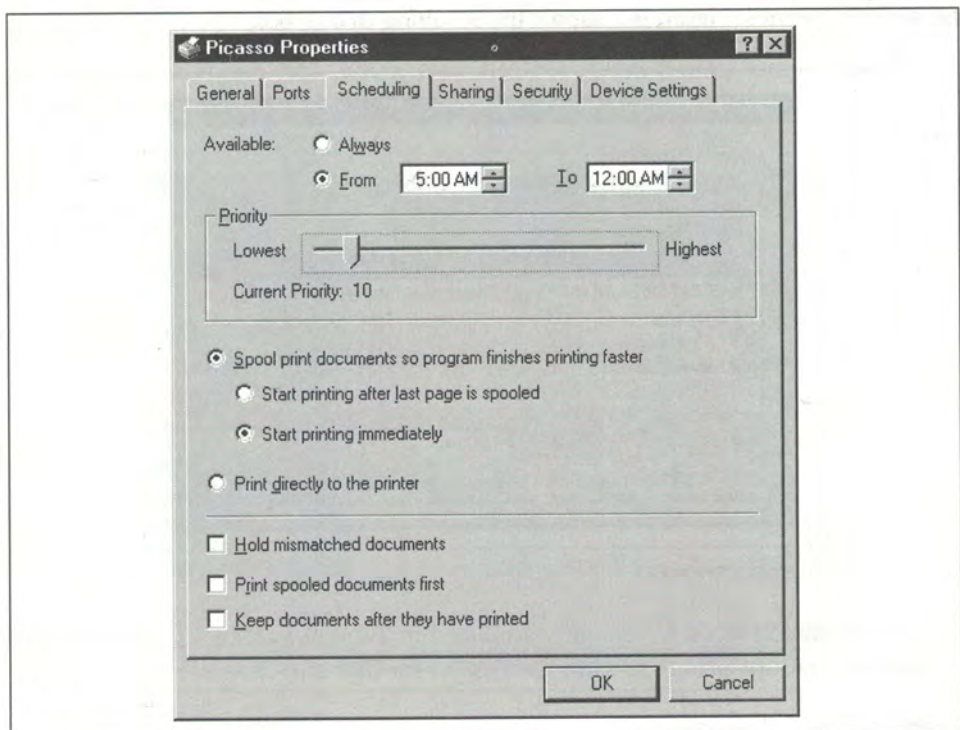 Picasso Properties
General Ports Scheduling Sharing Security Device Settings
Available: Always
From 5:00 AM To 12:00 AM
Priority
Lowest Highest
Current Priority: 10
Spool print documents so program finishes printing faster
Start printing after last page is spooled
Start printing immediately
Print directly to the printer
Hold mismatched documents
Print spooled documents first
Keep documents after they have printed
OK Cancel